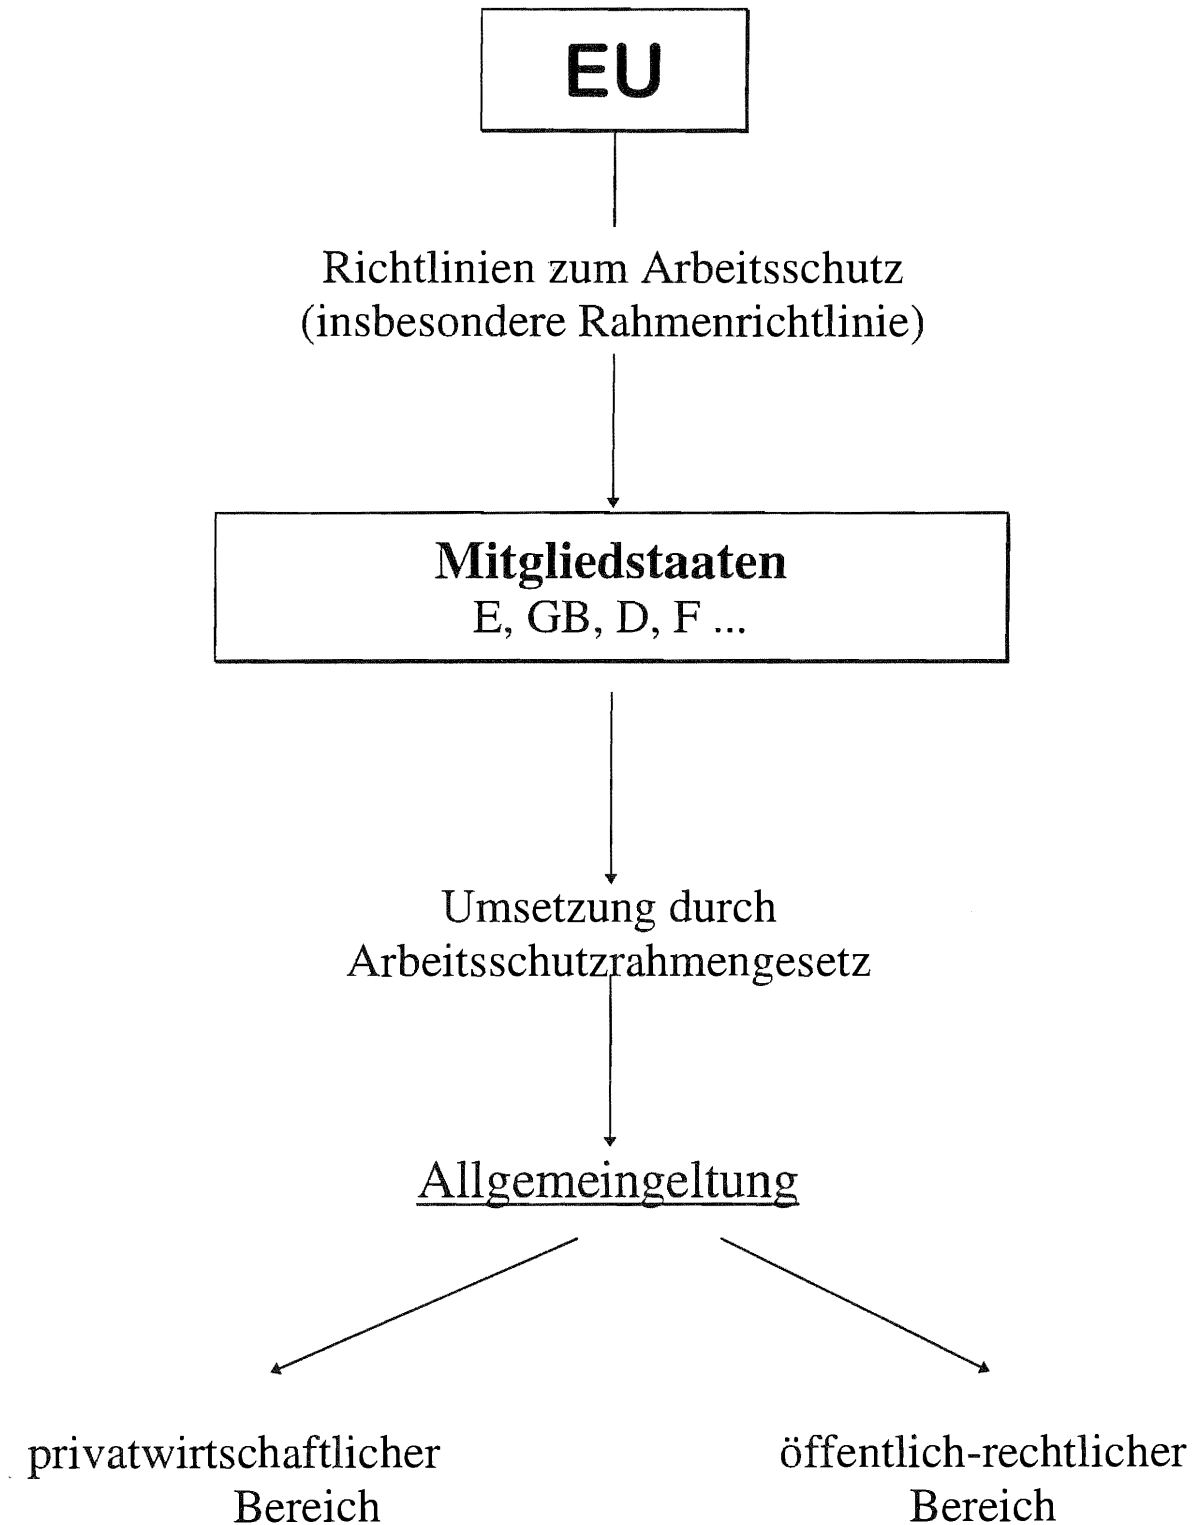 EU
Richtlinien zum Arbeitsschutz
(insbesondere Rahmenrichtlinie)
Mitgliedstaaten
E, GB, D, F ...
Umsetzung durch
Arbeitsschutzrahmengesetz
Allgemeingeltung
privatwirtschaftlicher
Bereich
öffentlich-rechtlicher
Bereich